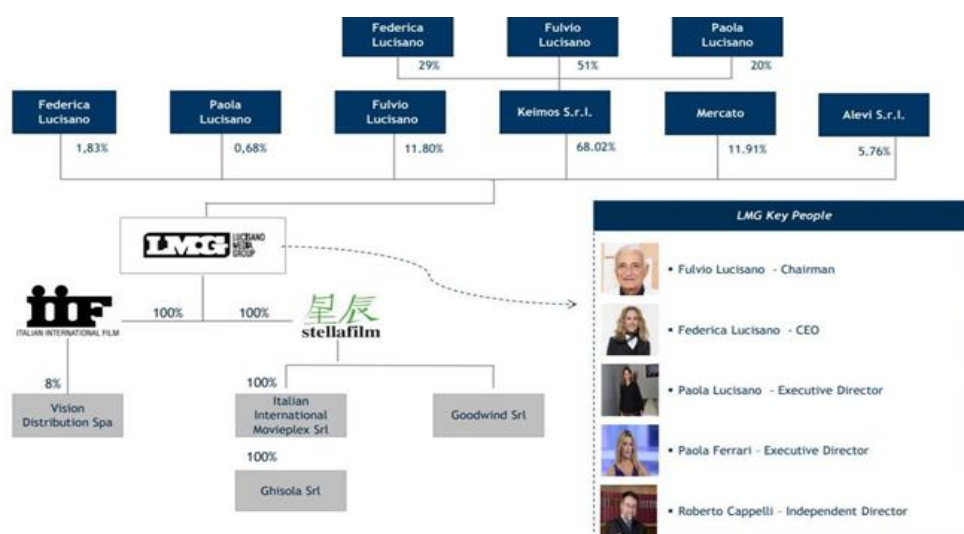 Federica
Lucisano
Fulvio
Lucisano
Paola
Lucisano
29%
51%
20%
Federica
Lucisano
Paola
Lucisano
Fulvio
Lucisano
Keimos S.r.l.
Mercato
Alevi S.r.l.
1,83%
0,68%
11.80%
68.02%
11.91%
5.76%
LMG
LUCISANO
MEDIA
GROUP
LMG Key People
iiF
ITALIAN INTERNATIONAL FILM
100%
100%
星辰
stellafilm
8%
Vision
Distribution Spa
100%
Italian
International
Movieplex Srl
Goodwind Srl
100%
Ghisola Srl
▪ Fulvio Lucisano - Chairman
▪ Federica Lucisano - CEO
▪ Paola Lucisano - Executive Director
▪ Paola Ferrari - Executive Director
▪ Roberto Cappelli - Independent Director